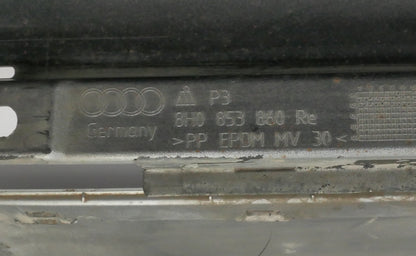 P3
8H0 853 860 Re
Germany
>PP EPDM MV 30<